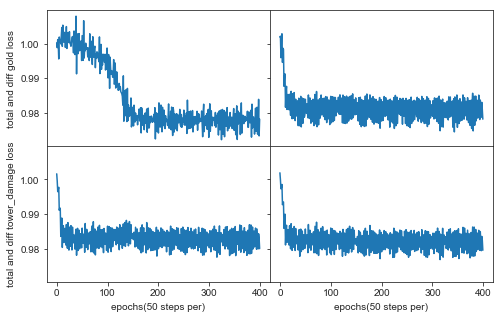 total and diff gold loss
1.00
0.99
0.98
total and diff tower_damage loss
1.00
0.99
0.98
0 100 200 300 400
epochs(50 steps per)
0 100 200 300 400
epochs(50 steps per)